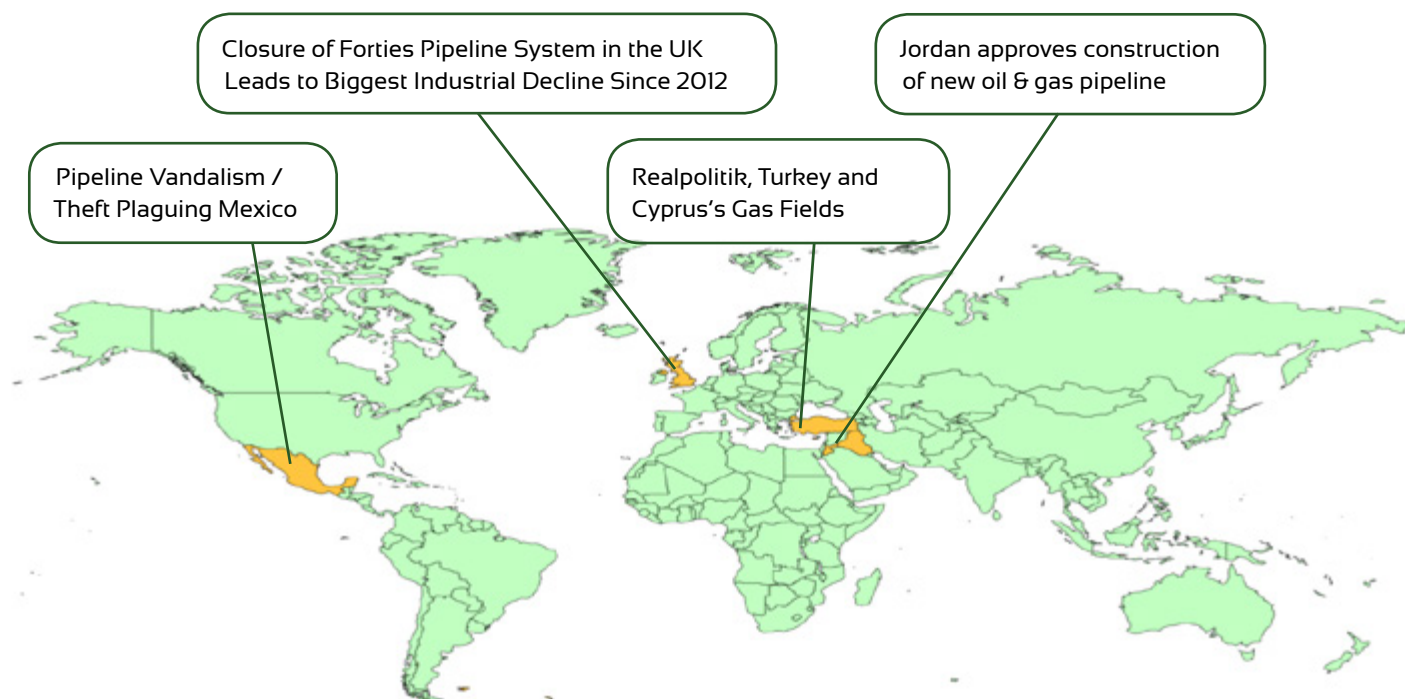 Closure of Forties Pipeline System in the UK
Leads to Biggest Industrial Decline Since 2012
Jordan approves construction
of new oil & gas pipeline
Pipeline Vandalism /
Theft Plaguing Mexico
Realpolitik, Turkey and
Cyprus's Gas Fields